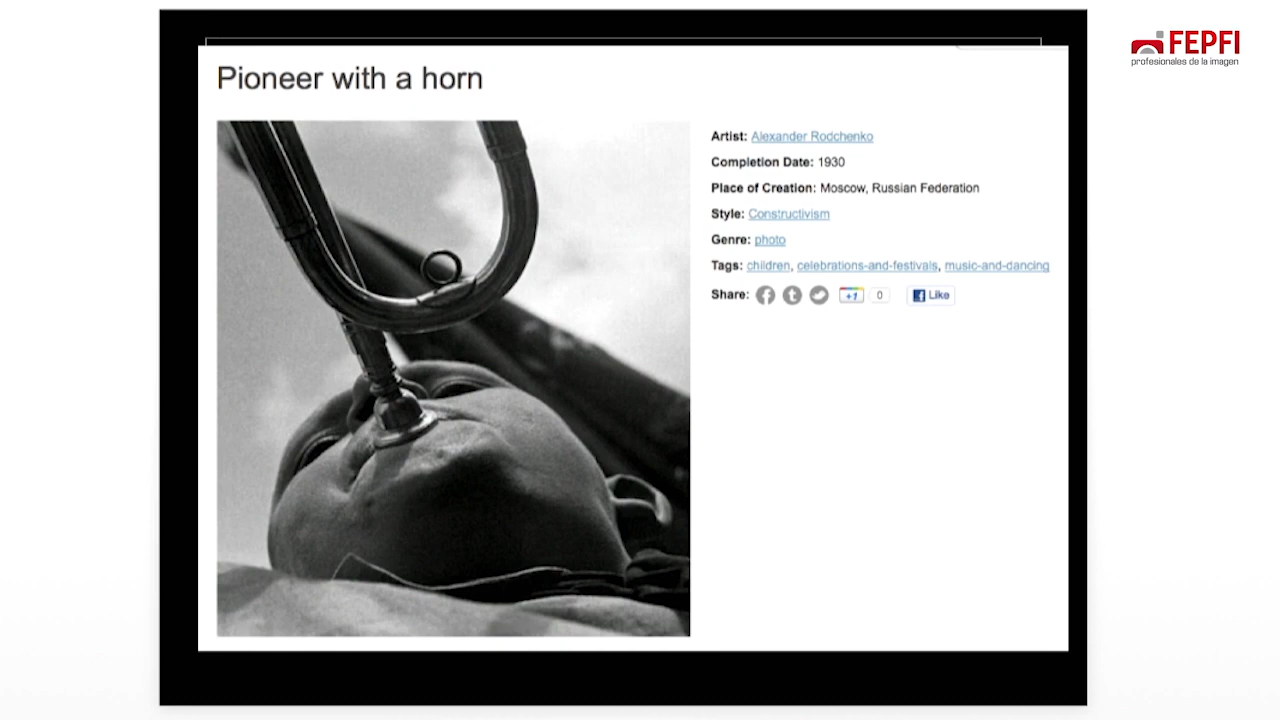 FEPFI
profesionales de la imagen
Pioneer with a horn
Artist: Alexander Rodchenko
Completion Date: 1930
Place of Creation: Moscow, Russian Federation
Style: Constructivism
Genre: photo
Tags: children, celebrations-and-festivals, music-and-dancing
Share: f t +1 0 f Like